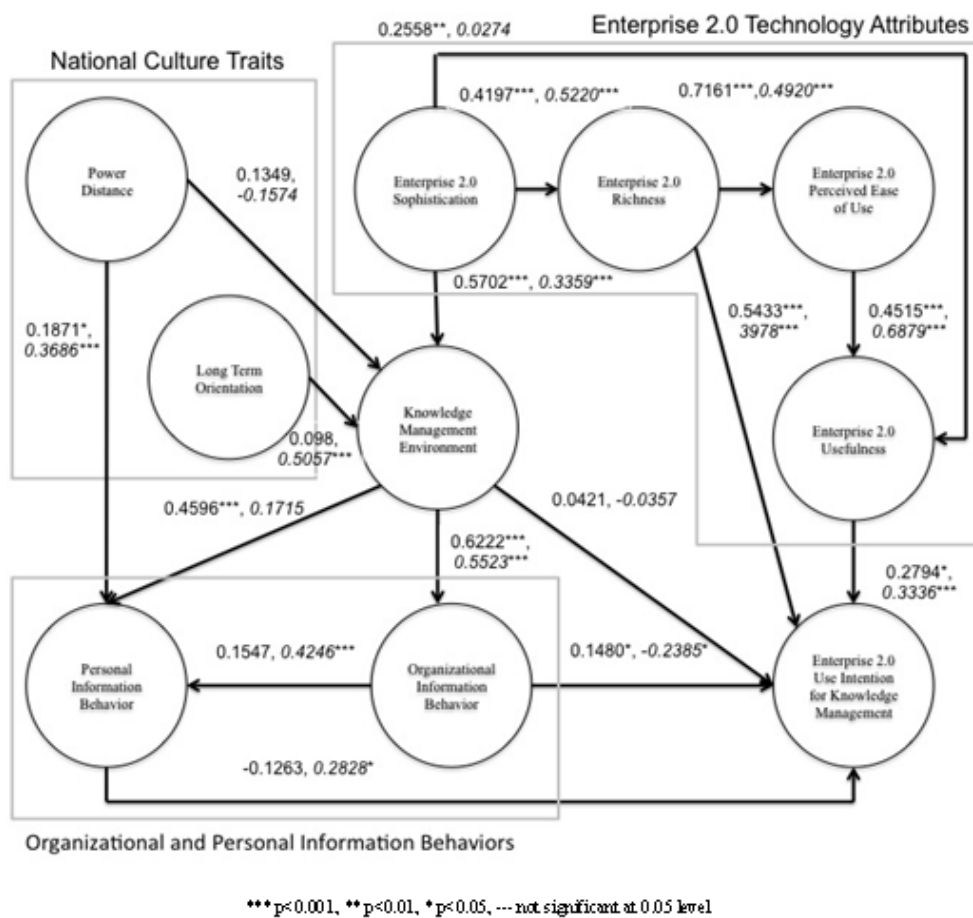 0.2558**, 0.0274
Enterprise 2.0 Technology Attributes
National Culture Traits
0.4197***, 0.5220***
0.7161***,0.4920***
Power
Distance
0.1349,
-0.1574
Enterprise 2.0
Sophistication
Enterprise 2.0
Richness
Enterprise 2.0
Perceived Ease
of Use
0.5702***, 0.3359***
0.1871*,
0.3686***
0.5433***,
3978***
0.4515***,
0.6879***
Long Term
Orientation
Knowledge
Management
Environment
Enterprise 2.0
Usefulness
0.098,
0.5057***
0.4596***, 0.1715
0.0421, -0.0357
0.6222***,
0.5523***
0.2794*,
0.3336***
Personal
Information
Behavior
0.1547, 0.4246***
Organizational
Information
Behavior
0.1480*, -0.2385*
Enterprise 2.0
Use Intention
for Knowledge
Management
-0.1263, 0.2828*
Organizational and Personal Information Behaviors
*** p<0.001, ** p<0.01, * p<0.05, --- not significant at 0.05 level